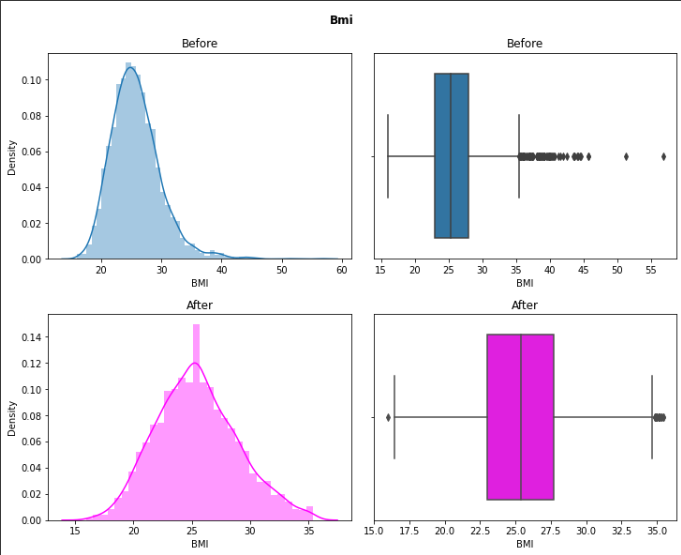 Bmi
Before
0.10
0.08
0.06
0.04
0.02
0.00
Density
20 30 40 50 60
BMI
Before
15 20 25 30 35 40 45 50 55
BMI
After
0.14
0.12
0.10
0.08
0.06
0.04
0.02
0.00
Density
15 20 25 30 35
BMI
After
15.0 17.5 20.0 22.5 25.0 27.5 30.0 32.5 35.0
BMI